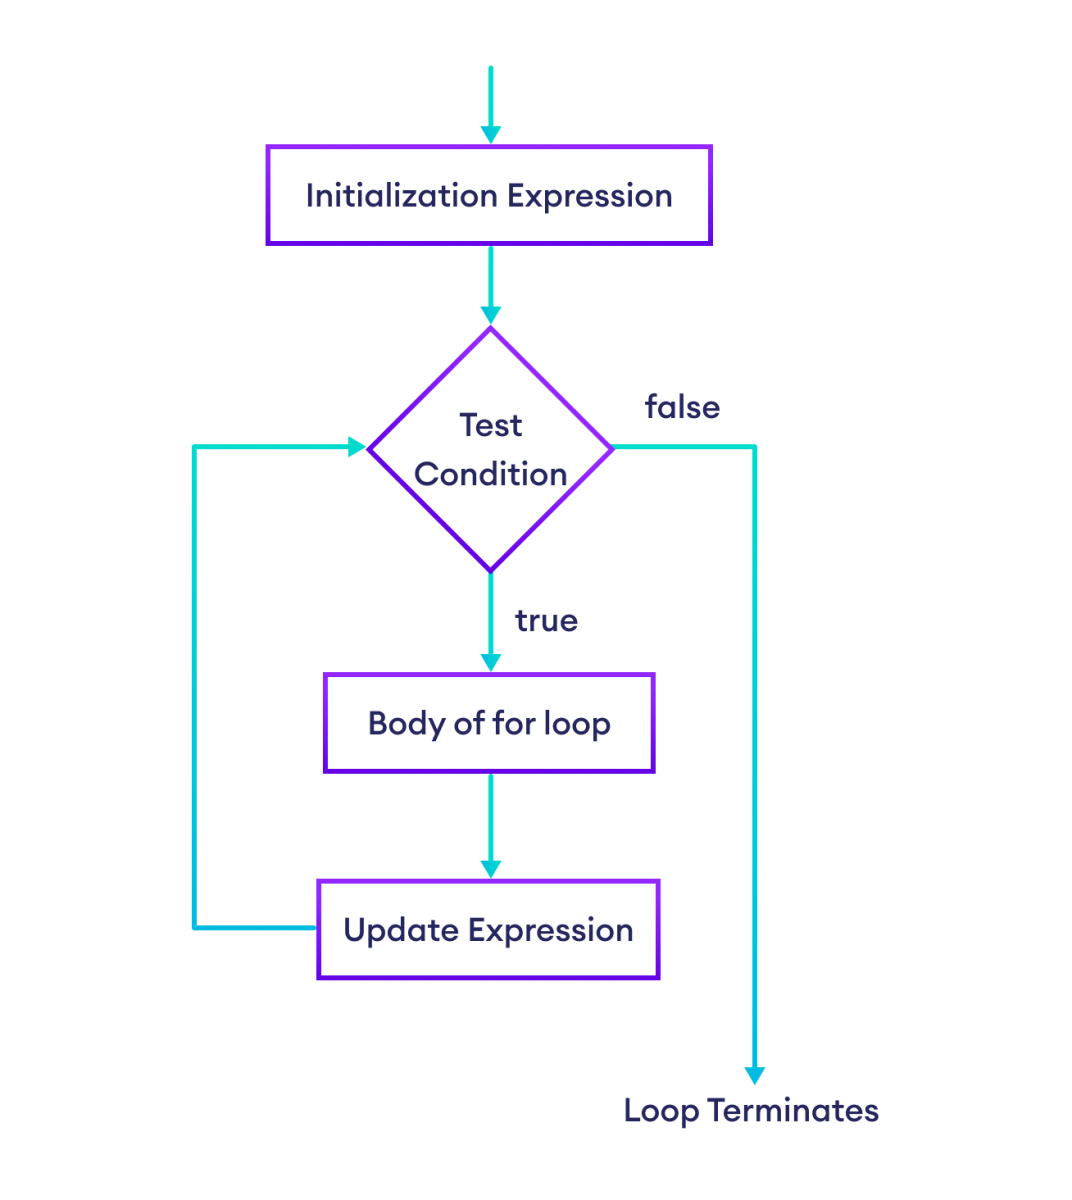 Initialization Expression
Test
Condition
false
true
Body of for loop
Update Expression
Loop Terminates